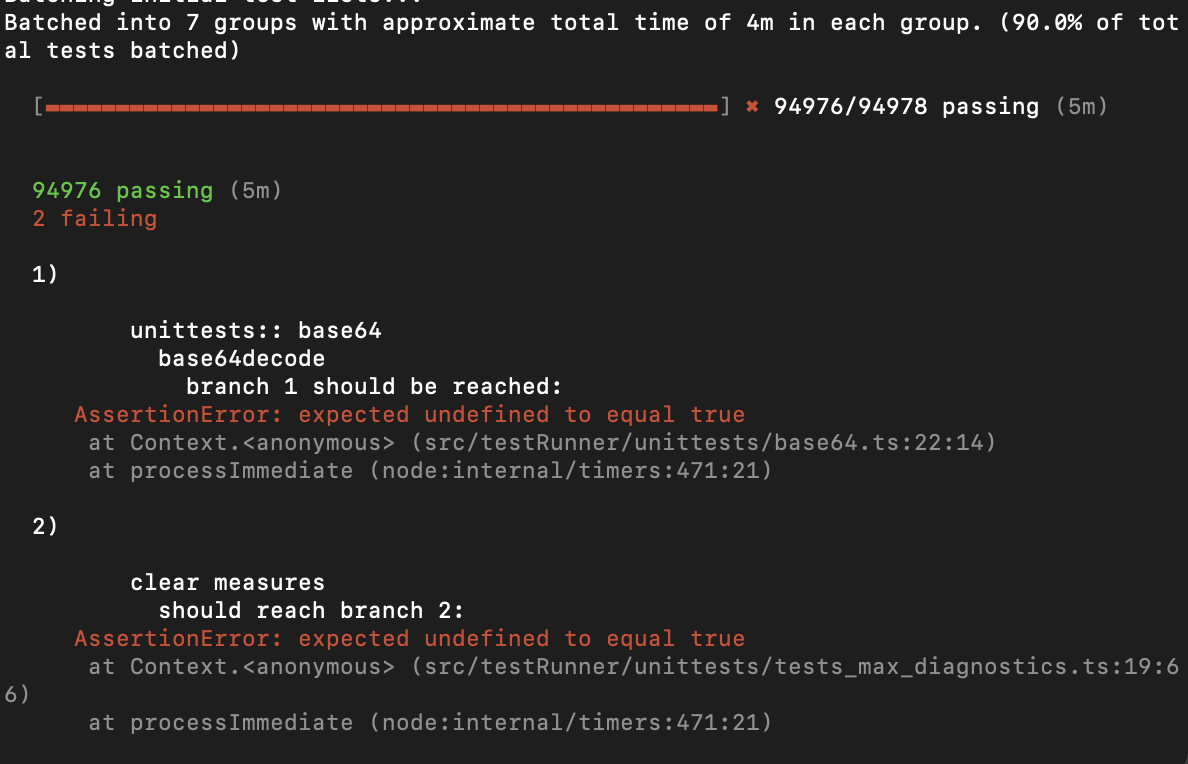 Batching initial test lists...
Batched into 7 groups with approximate total time of 4m in each group. (90.0% of tot
al tests batched)
[▬▬▬▬▬▬▬▬▬▬▬▬▬▬▬▬▬▬▬▬▬▬▬▬▬▬▬▬▬▬▬▬▬▬▬▬▬▬▬▬▬▬▬▬▬▬▬▬] ✖ 94976/94978 passing (5m)
94976 passing (5m)
2 failing
1)
unittests:: base64
base64decode
branch 1 should be reached:
AssertionError: expected undefined to equal true
at Context.<anonymous> (src/testRunner/unittests/base64.ts:22:14)
at processImmediate (node:internal/timers:471:21)
2)
clear measures
should reach branch 2:
AssertionError: expected undefined to equal true
at Context.<anonymous> (src/testRunner/unittests/tests_max_diagnostics.ts:19:6
6)
at processImmediate (node:internal/timers:471:21)